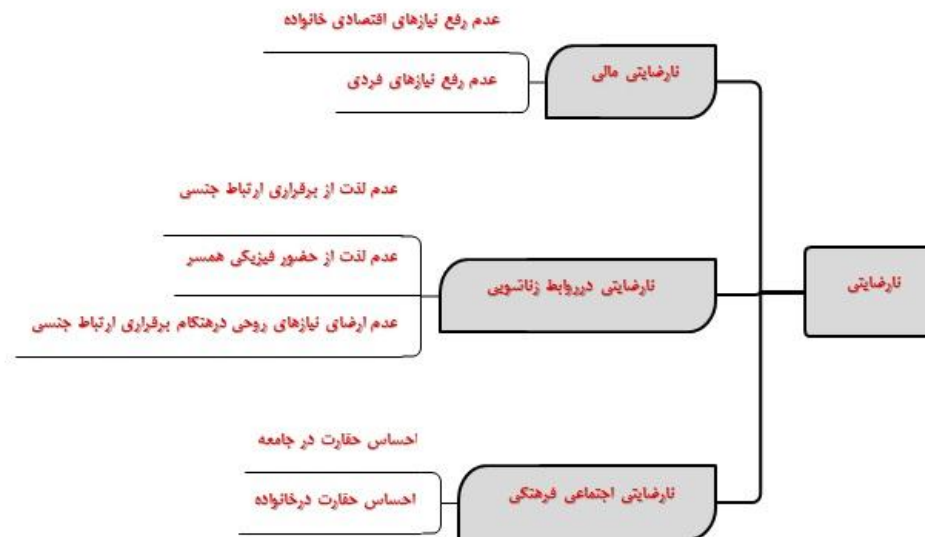 نارضایتی
نارضایتی مالی
عدم رفع نیازهای اقتصادی خانواده
عدم رفع نیازهای فردی
نارضایتی درروابط زناشویی
عدم لذت از برقراری ارتباط جنسی
عدم لذت از حضور فیزیکی همسر
عدم ارضای نیازهای روحی درهنگام برقراری ارتباط جنسی
نارضایتی اجتماعی فرهنگی
احساس حقارت در جامعه
احساس حقارت درخانواده